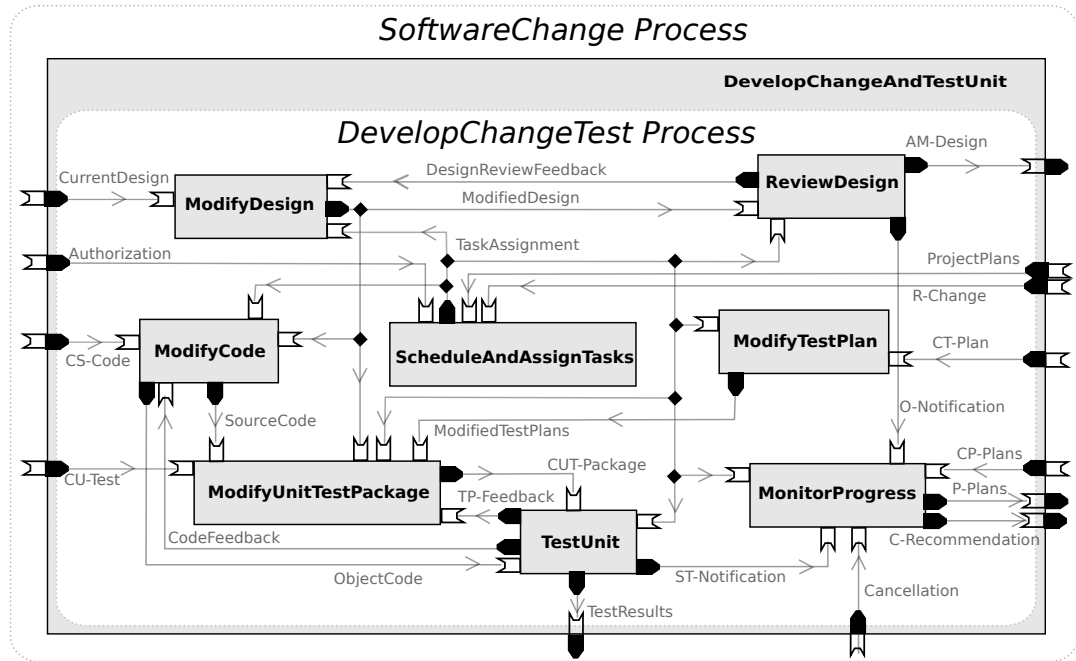 SoftwareChange Process
DevelopChangeAndTestUnit
DevelopChangeTest Process
AM-Design
CurrentDesign
DesignReviewFeedback
ReviewDesign
ModifyDesign
ModifiedDesign
Authorization
TaskAssignment
ProjectPlans
R-Change
ModifyCode
ScheduleAndAssignTasks
ModifyTestPlan
CT-Plan
CS-Code
SourceCode
ModifiedTestPlans
O-Notification
CU-Test
ModifyUnitTestPackage
CUT-Package
CP-Plans
MonitorProgress
P-Plans
TP-Feedback
CodeFeedback
TestUnit
C-Recommendation
ObjectCode
ST-Notification
Cancellation
TestResults